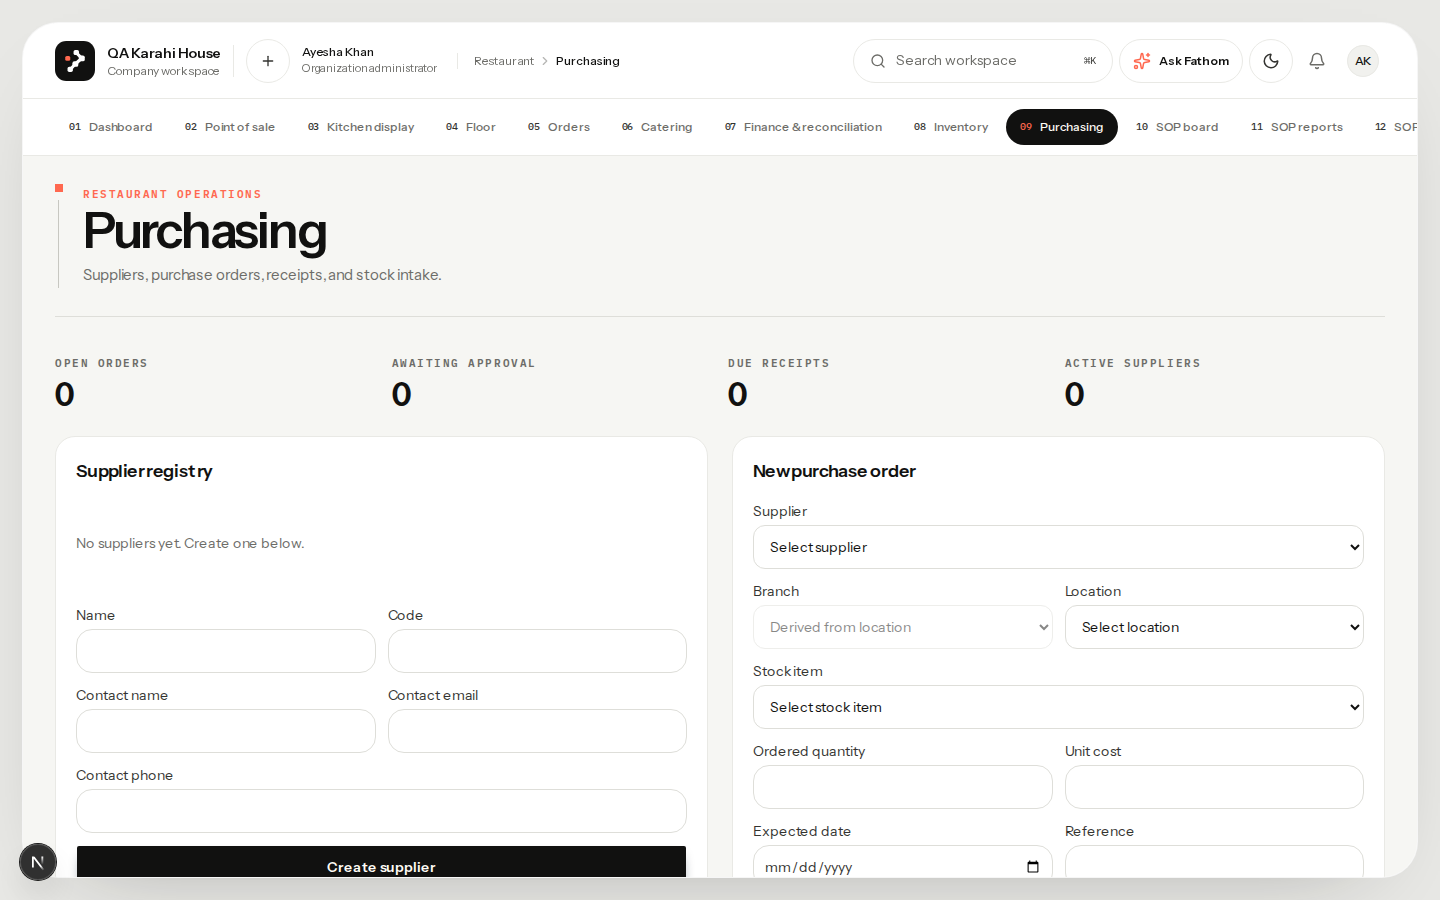 QA Karahi House
Company workspace
+
Ayesha Khan
Organization administrator
Restaurant > Purchasing
Search workspace ⌘K
Ask Fathom
AK
01 Dashboard 02 Point of sale 03 Kitchen display 04 Floor 05 Orders 06 Catering 07 Finance & reconciliation 08 Inventory 09 Purchasing 10 SOP board 11 SOP reports 12 SOP
RESTAURANT OPERATIONS
Purchasing
Suppliers, purchase orders, receipts, and stock intake.
OPEN ORDERS
0
AWAITING APPROVAL
0
DUE RECEIPTS
0
ACTIVE SUPPLIERS
0
Supplier registry
No suppliers yet. Create one below.
Name
Code
Contact name
Contact email
Contact phone
Create supplier
New purchase order
Supplier
Select supplier
Branch
Derived from location
Location
Select location
Stock item
Select stock item
Ordered quantity
Unit cost
Expected date
mm/dd/yyyy
Reference
N